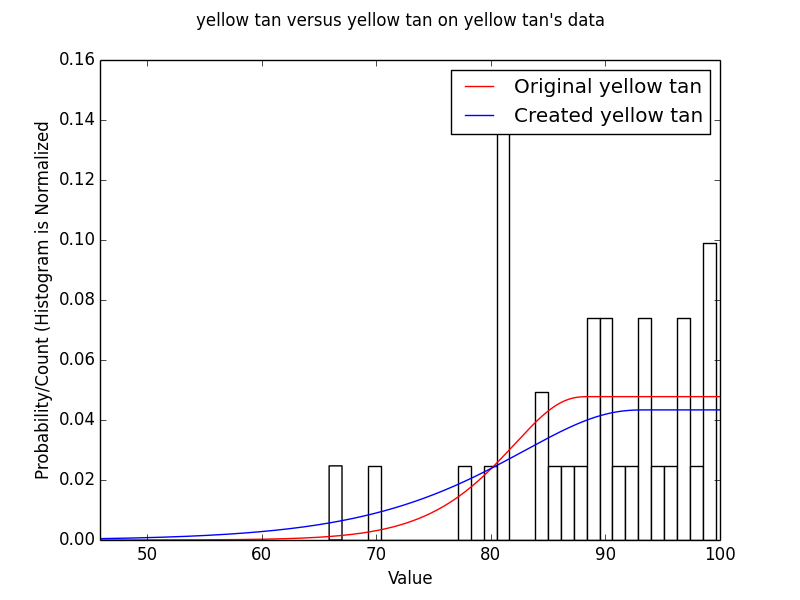 yellow tan versus yellow tan on yellow tan's data
Original yellow tan
Created yellow tan
0.16
0.14
0.12
0.10
0.08
0.06
0.04
0.02
0.00
Probability/Count (Histogram is Normalized
50 60 70 80 90 100
Value